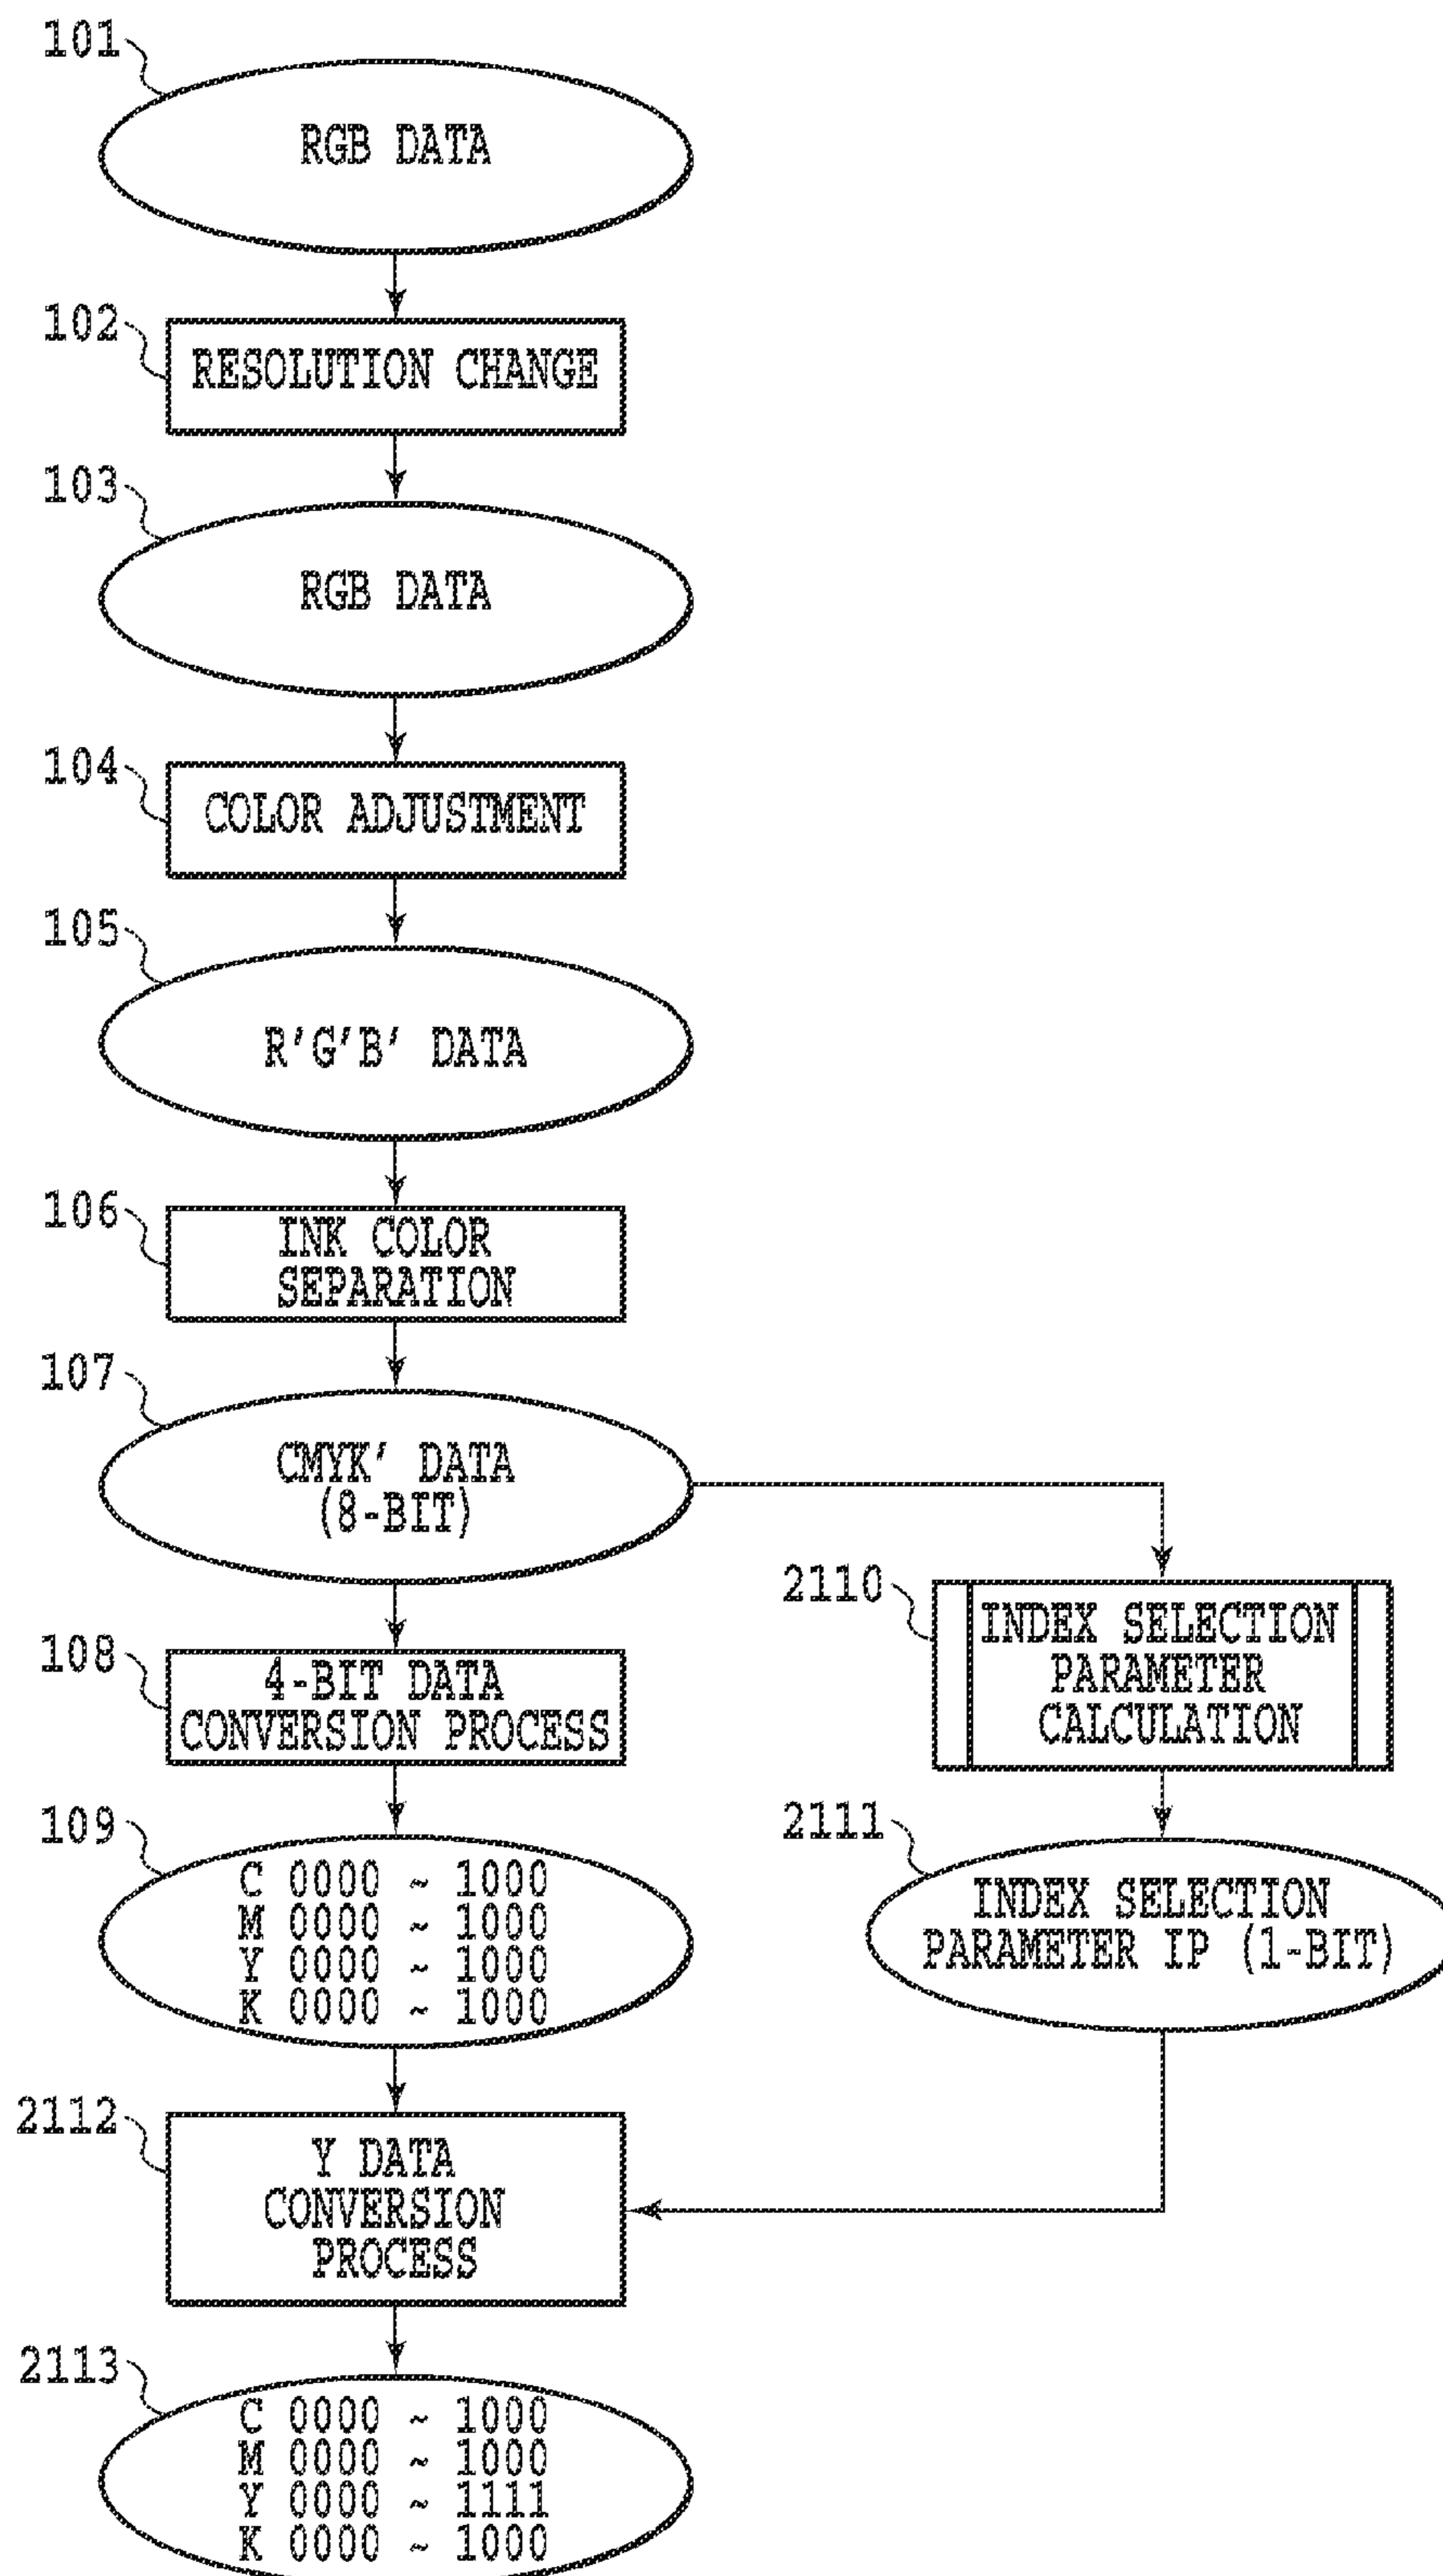 101
RGB DATA
102
RESOLUTION CHANGE
103
RGB DATA
104
COLOR ADJUSTMENT
105
R'G'B' DATA
106
INK COLOR
SEPARATION
107
CMYK' DATA
(8-BIT)
108
4-BIT DATA
CONVERSION PROCESS
2110
INDEX SELECTION
PARAMETER
CALCULATION
109
C 0000 ~ 1000
M 0000 ~ 1000
Y 0000 ~ 1000
K 0000 ~ 1000
2111
INDEX SELECTION
PARAMETER IP (1-BIT)
2112
Y DATA
CONVERSION
PROCESS
2113
C 0000 ~ 1000
M 0000 ~ 1000
Y 0000 ~ 1111
K 0000 ~ 1000